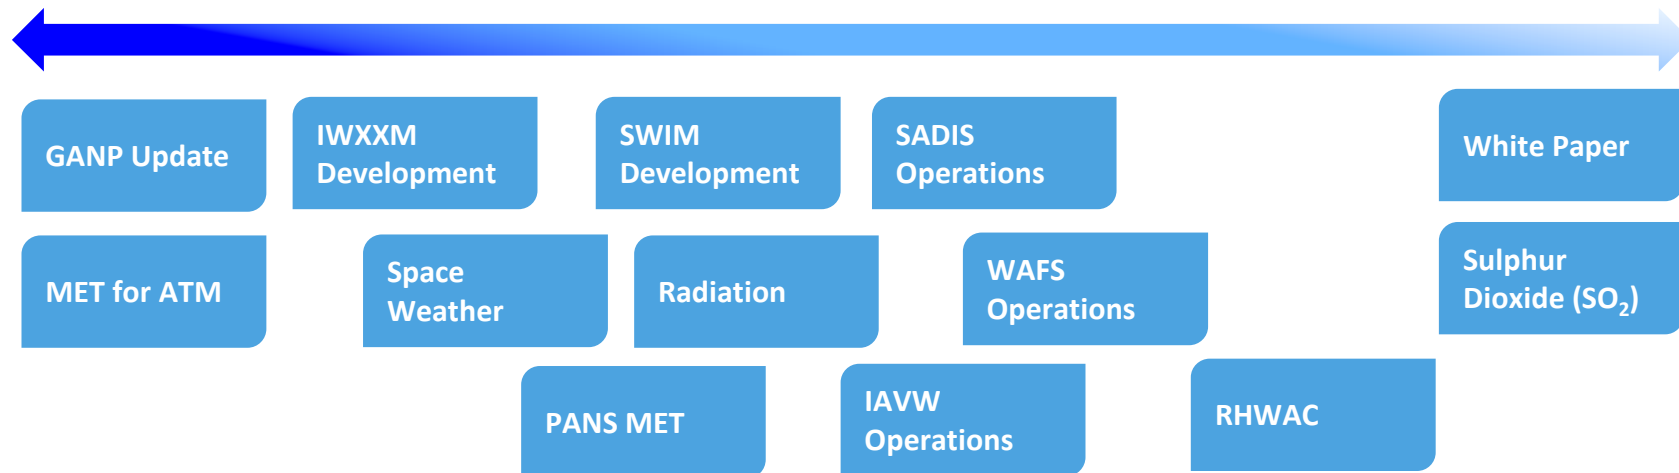 GANP Update
IWXXM
Development
SWIM
Development
SADIS
Operations
White Paper
MET for ATM
Space
Weather
Radiation
WAFS
Operations
Sulphur
Dioxide (SO₂)
PANS MET
IAVW
Operations
RHWAC